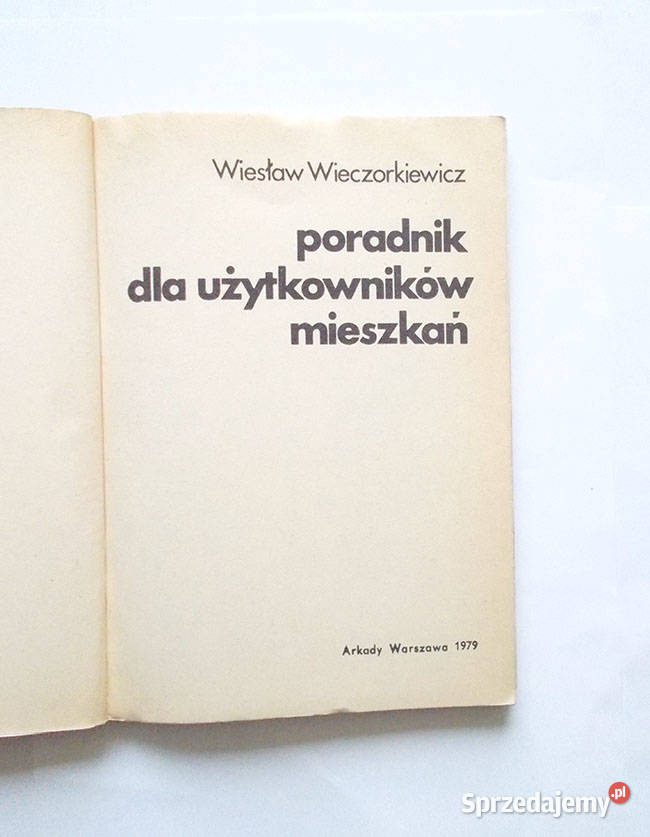 Wiesław Wieczorkiewicz
poradnik
dla użytkowników
mieszkań
Arkady Warszawa 1979
Sprzedajemy.pl